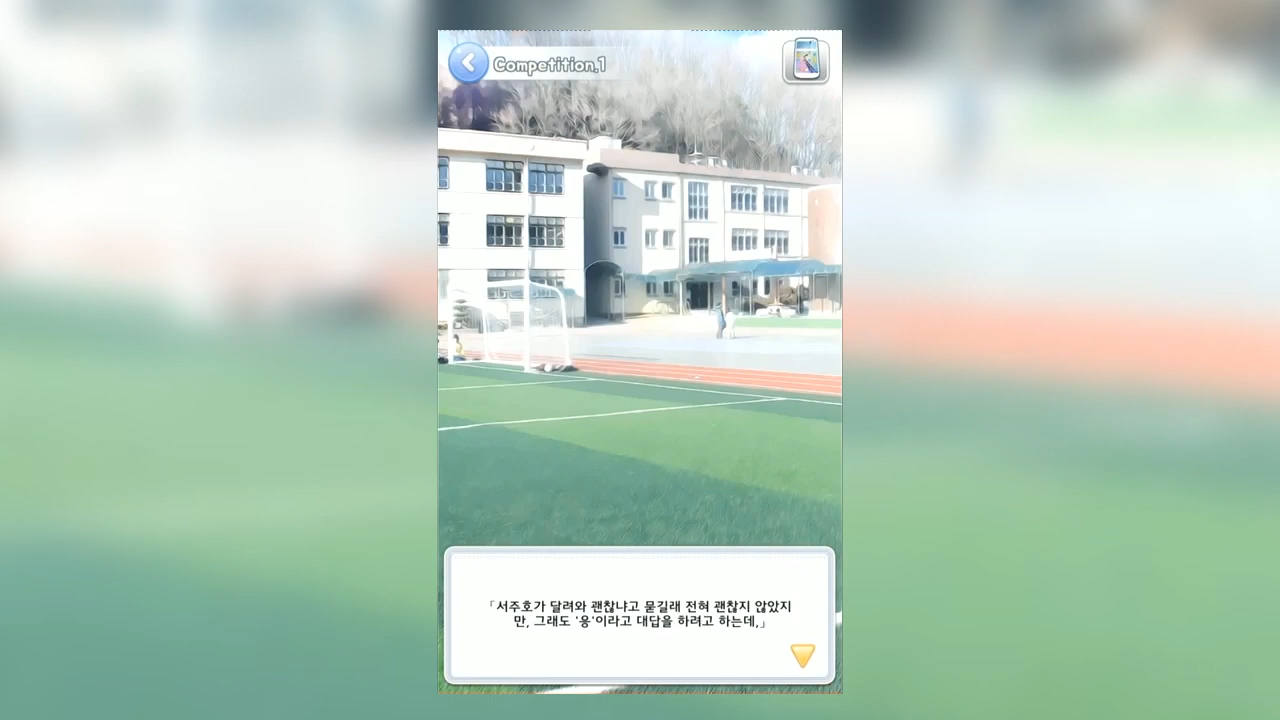 Competition.1
「서주호가 달려와 괜찮냐고 묻길래 전혀 괜찮지 않았지
만, 그래도 '응'이라고 대답을 하려고 하는데,」